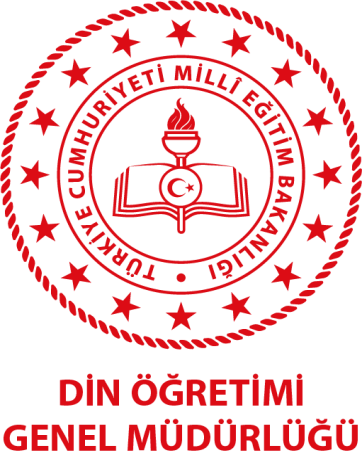 TÜRKİYE CUMHURİYETİ MİLLÎ EĞİTİM BAKANLIĞI
DİN ÖĞRETİMİ
GENEL MÜDÜRLÜĞÜ